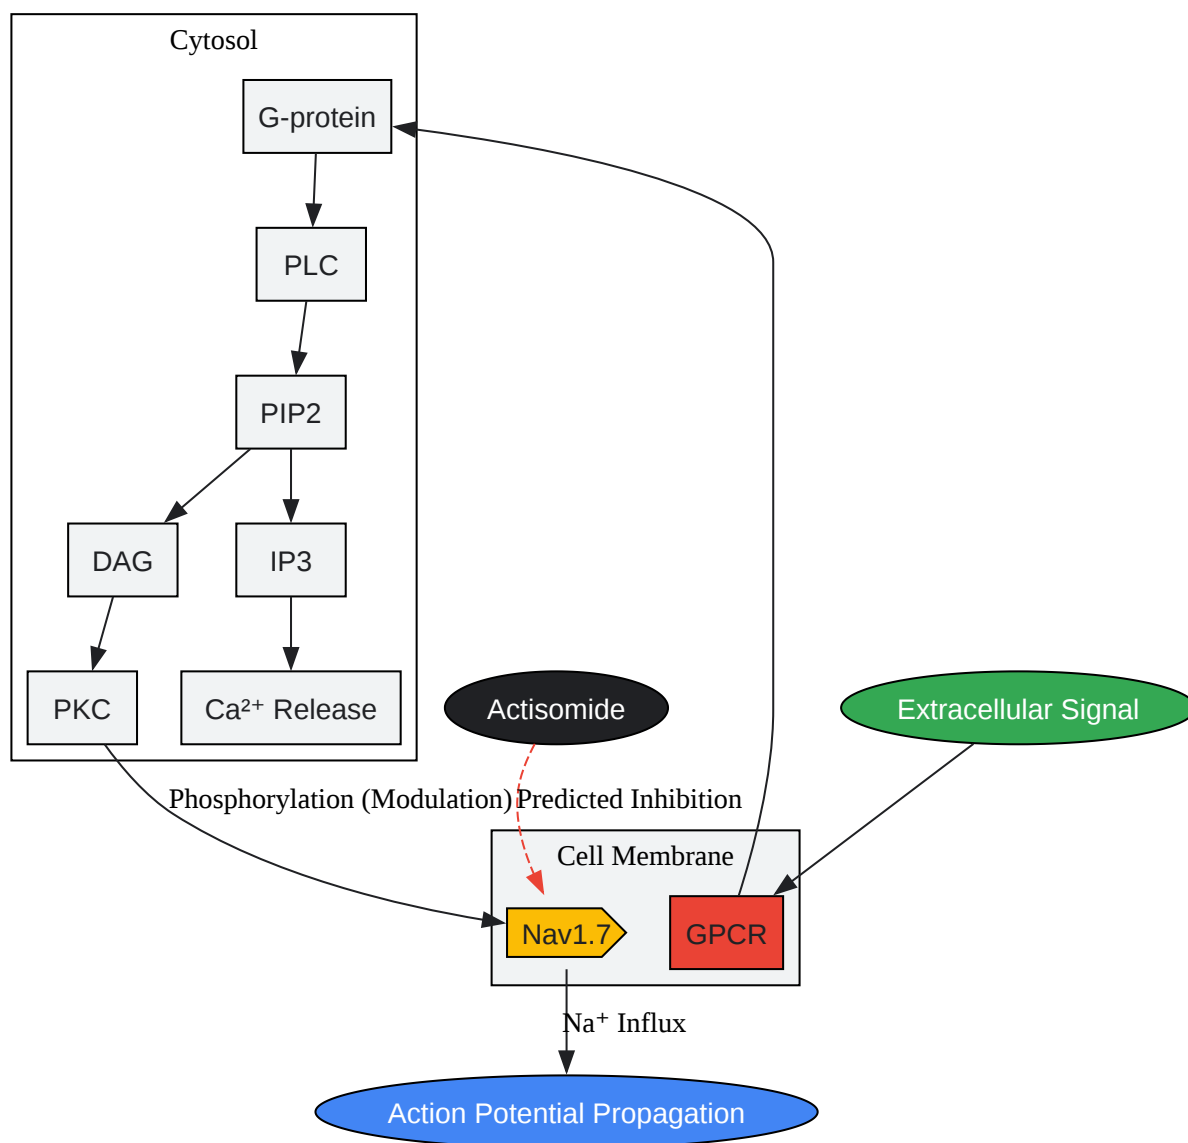 Cytosol
G-protein
PLC
PIP2
DAG
IP3
PKC
Ca²⁺ Release
Actisomide
Extracellular Signal
Phosphorylation (Modulation)
Predicted Inhibition
Cell Membrane
Nav1.7
GPCR
Na⁺ Influx
Action Potential Propagation